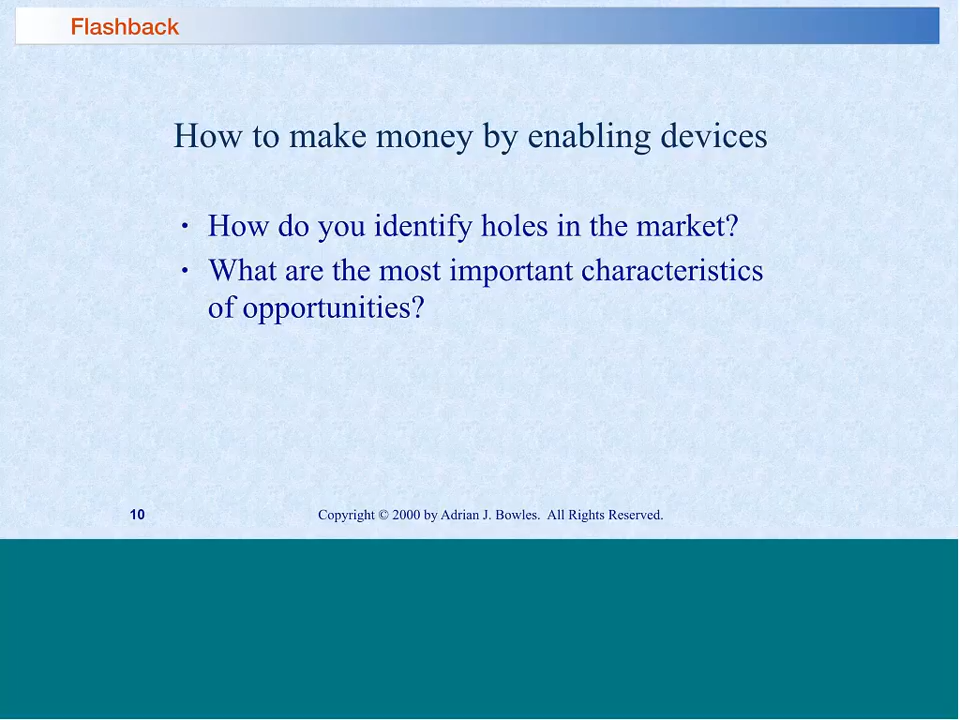 Flashback
How to make money by enabling devices
• How do you identify holes in the market?
• What are the most important characteristics
of opportunities?
10 Copyright © 2000 by Adrian J. Bowles. All Rights Reserved.